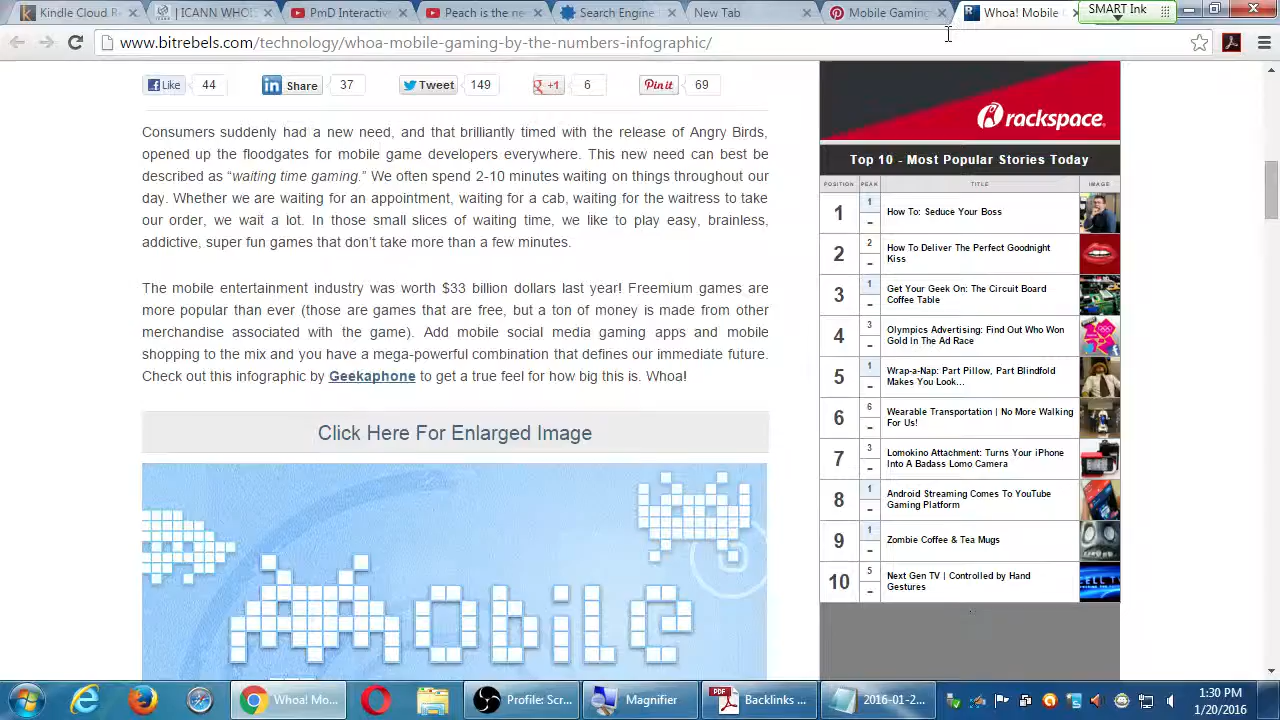 Kindle Cloud R
| ICANN WHOIS
PmD Interactive
Peach is the ne
Search Engine
New Tab
Mobile Gaming
Whoa! Mobile
SMART Ink
www.bitrebels.com/technology/whoa-mobile-gaming-by-the-numbers-infographic/
Like 44
Share 37
Tweet 149
+1 6
Pin it 69
Consumers suddenly had a new need, and that brilliantly timed with the release of Angry Birds,
opened up the floodgates for mobile game developers everywhere. This new need can best be
described as “waiting time gaming.” We often spend 2-10 minutes waiting on things throughout our
day. Whether we are waiting for an appointment, waiting for a cab, waiting for the waitress to take
our order, we wait a lot. In those small slices of waiting time, we like to play easy, brainless,
addictive, super fun games that don’t take more than a few minutes.
The mobile entertainment industry was worth $33 billion dollars last year! Freemium games are
more popular than ever (those are games that are free, but a ton of money is made from other
merchandise associated with the game). Add mobile social media gaming apps and mobile
shopping to the mix and you have a mega-powerful combination that defines our immediate future.
Check out this infographic by Geekaphone to get a true feel for how big this is. Whoa!
Click Here For Enlarged Image
MOBILE
rackspace.
Top 10 - Most Popular Stories Today
POSITION PEAK TITLE IMAGE
1 1 - How To: Seduce Your Boss
2 2 - How To Deliver The Perfect Goodnight
Kiss
3 1 - Get Your Geek On: The Circuit Board
Coffee Table
4 3 - Olympics Advertising: Find Out Who Won
Gold In The Ad Race
5 1 - Wrap-a-Nap: Part Pillow, Part Blindfold
Makes You Look...
6 6 - Wearable Transportation | No More Walking
For Us!
7 3 - Lomokino Attachment: Turns Your iPhone
Into A Badass Lomo Camera
8 1 - Android Streaming Comes To YouTube
Gaming Platform
9 1 - Zombie Coffee & Tea Mugs
10 5 - Next Gen TV | Controlled by Hand
Gestures
CELL TV
Whoa! Mo...
Profile: Scr...
Magnifier
PDF
Backlinks ...
2016-01-2...
1:30 PM
1/20/2016